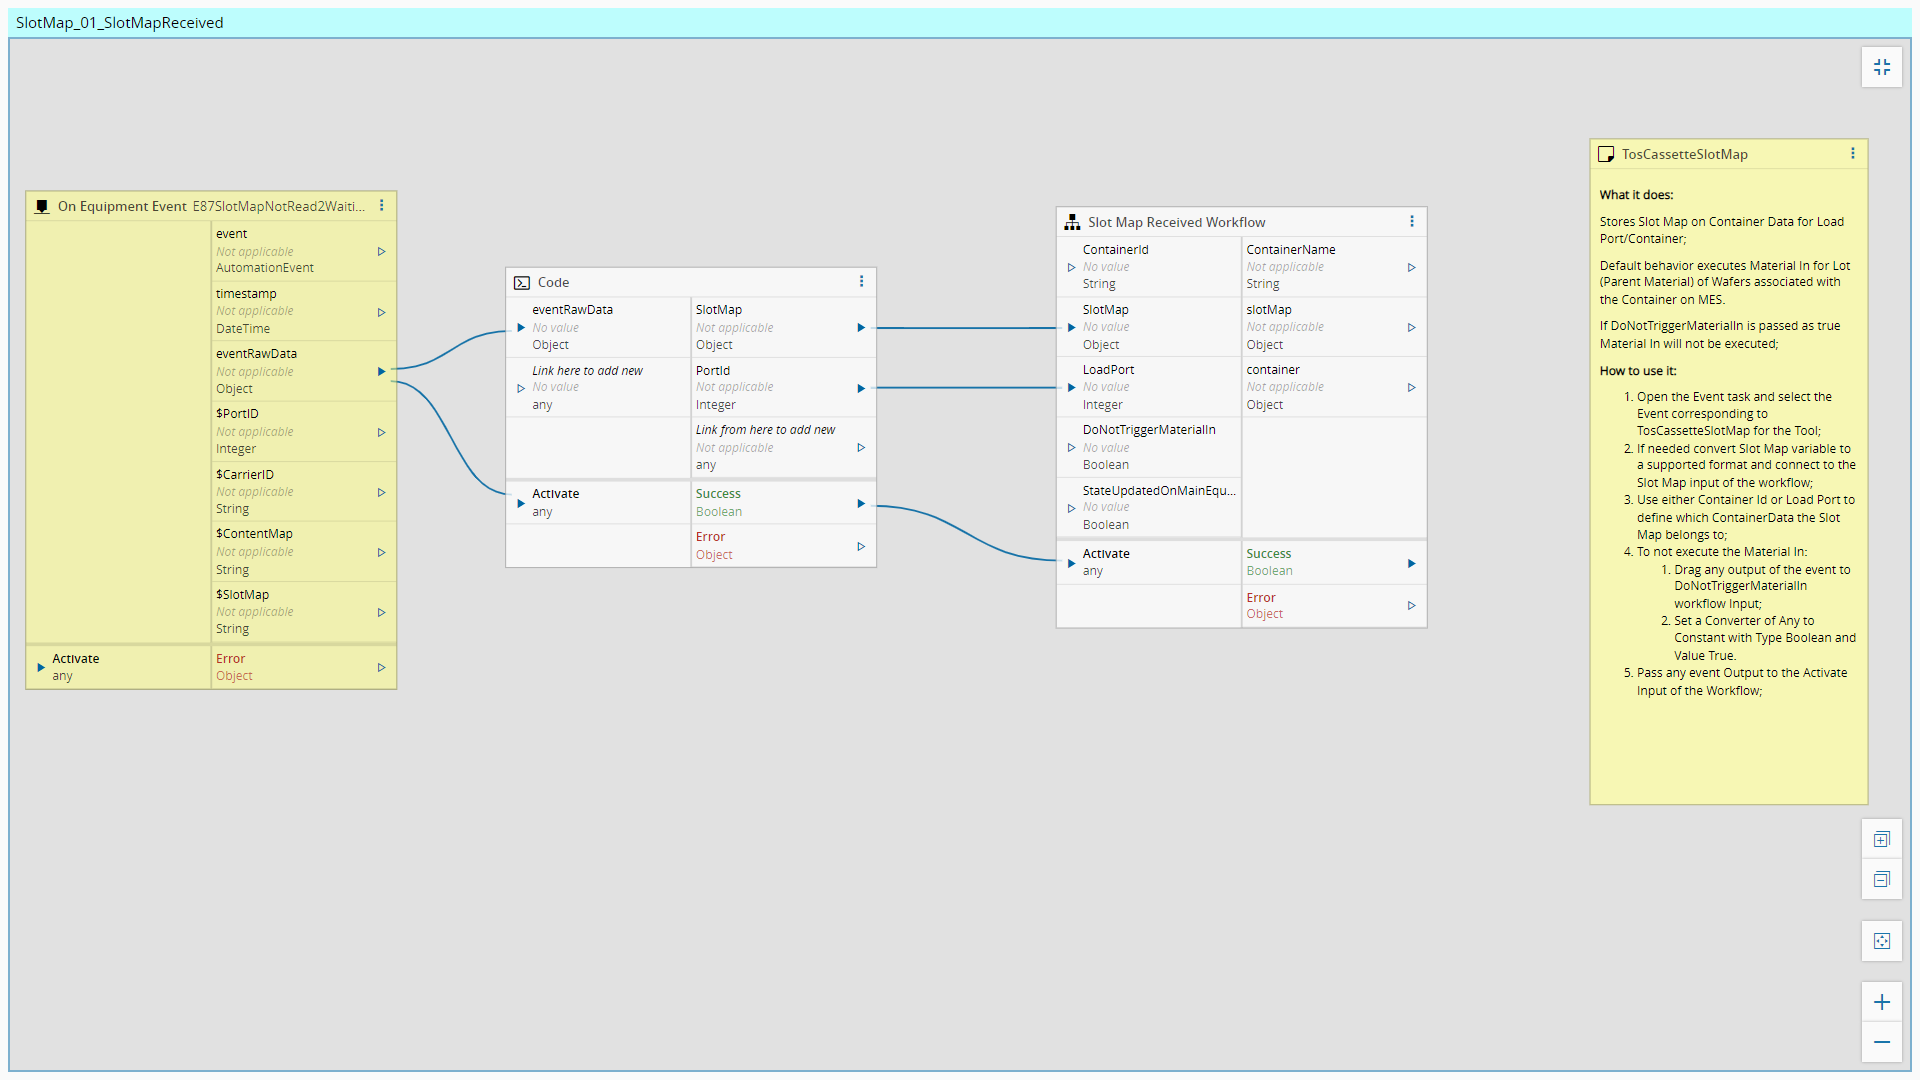 SlotMap_01_SlotMapReceived
On Equipment Event E87SlotMapNotRead2Waiti...
event
Not applicable
AutomationEvent
timestamp
Not applicable
DateTime
eventRawData
Not applicable
Object
$PortID
Not applicable
Integer
$CarrierID
Not applicable
String
$ContentMap
Not applicable
String
$SlotMap
Not applicable
String
Activate
any
Error
Object
Code
eventRawData
No value
Object
Link here to add new
No value
any
SlotMap
Not applicable
Object
PortId
Not applicable
Integer
Link from here to add new
Not applicable
any
Activate
any
Success
Boolean
Error
Object
Slot Map Received Workflow
ContainerId
No value
String
SlotMap
No value
Object
LoadPort
No value
Integer
DoNotTriggerMaterialIn
No value
Boolean
StateUpdatedOnMainEqu...
No value
Boolean
ContainerName
Not applicable
String
slotMap
Not applicable
Object
container
Not applicable
Object
Activate
any
Success
Boolean
Error
Object
TosCassetteSlotMap
What it does:
Stores Slot Map on Container Data for Load
Port/Container;
Default behavior executes Material In for Lot
(Parent Material) of Wafers associated with
the Container on MES.
If DoNotTriggerMaterialIn is passed as true
Material In will not be executed;
How to use it:
1. Open the Event task and select the
Event corresponding to
TosCassetteSlotMap for the Tool;
2. If needed convert Slot Map variable to
a supported format and connect to the
Slot Map input of the workflow;
3. Use either Container Id or Load Port to
define which ContainerData the Slot
Map belongs to;
4. To not execute the Material In:
1. Drag any output of the event to
DoNotTriggerMaterialIn
workflow Input;
2. Set a Converter of Any to
Constant with Type Boolean and
Value True.
5. Pass any event Output to the Activate
Input of the Workflow;